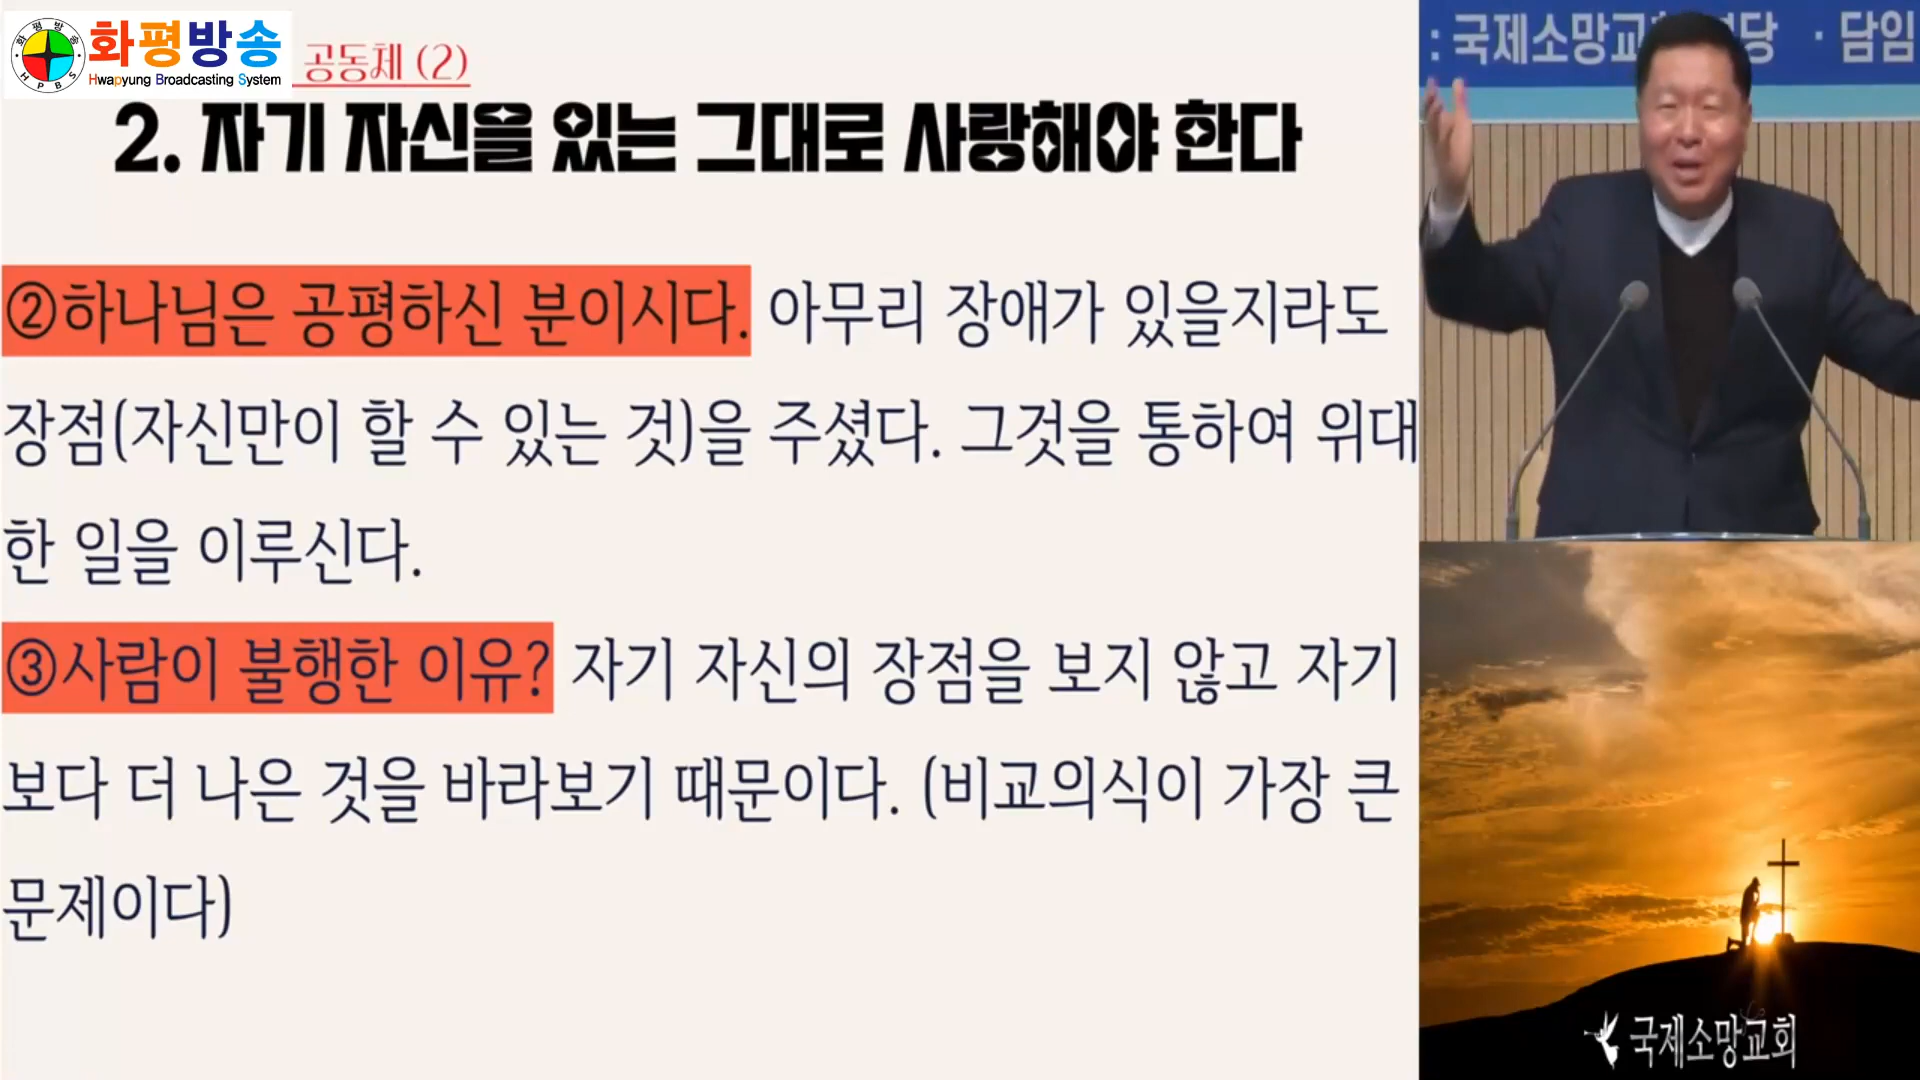 화평방송
Hwapyung Broadcasting System
화평방송
HPBS
공동체 (2)
2. 자기 자신을 있는 그대로 사랑해야 한다
②하나님은 공평하신 분이시다. 아무리 장애가 있을지라도
장점(자신만이 할 수 있는 것)을 주셨다. 그것을 통하여 위대
한 일을 이루신다.
③사람이 불행한 이유? 자기 자신의 장점을 보지 않고 자기
보다 더 나은 것을 바라보기 때문이다. (비교의식이 가장 큰
문제이다)
: 국제소망교
당 · 담임
국제소망교회